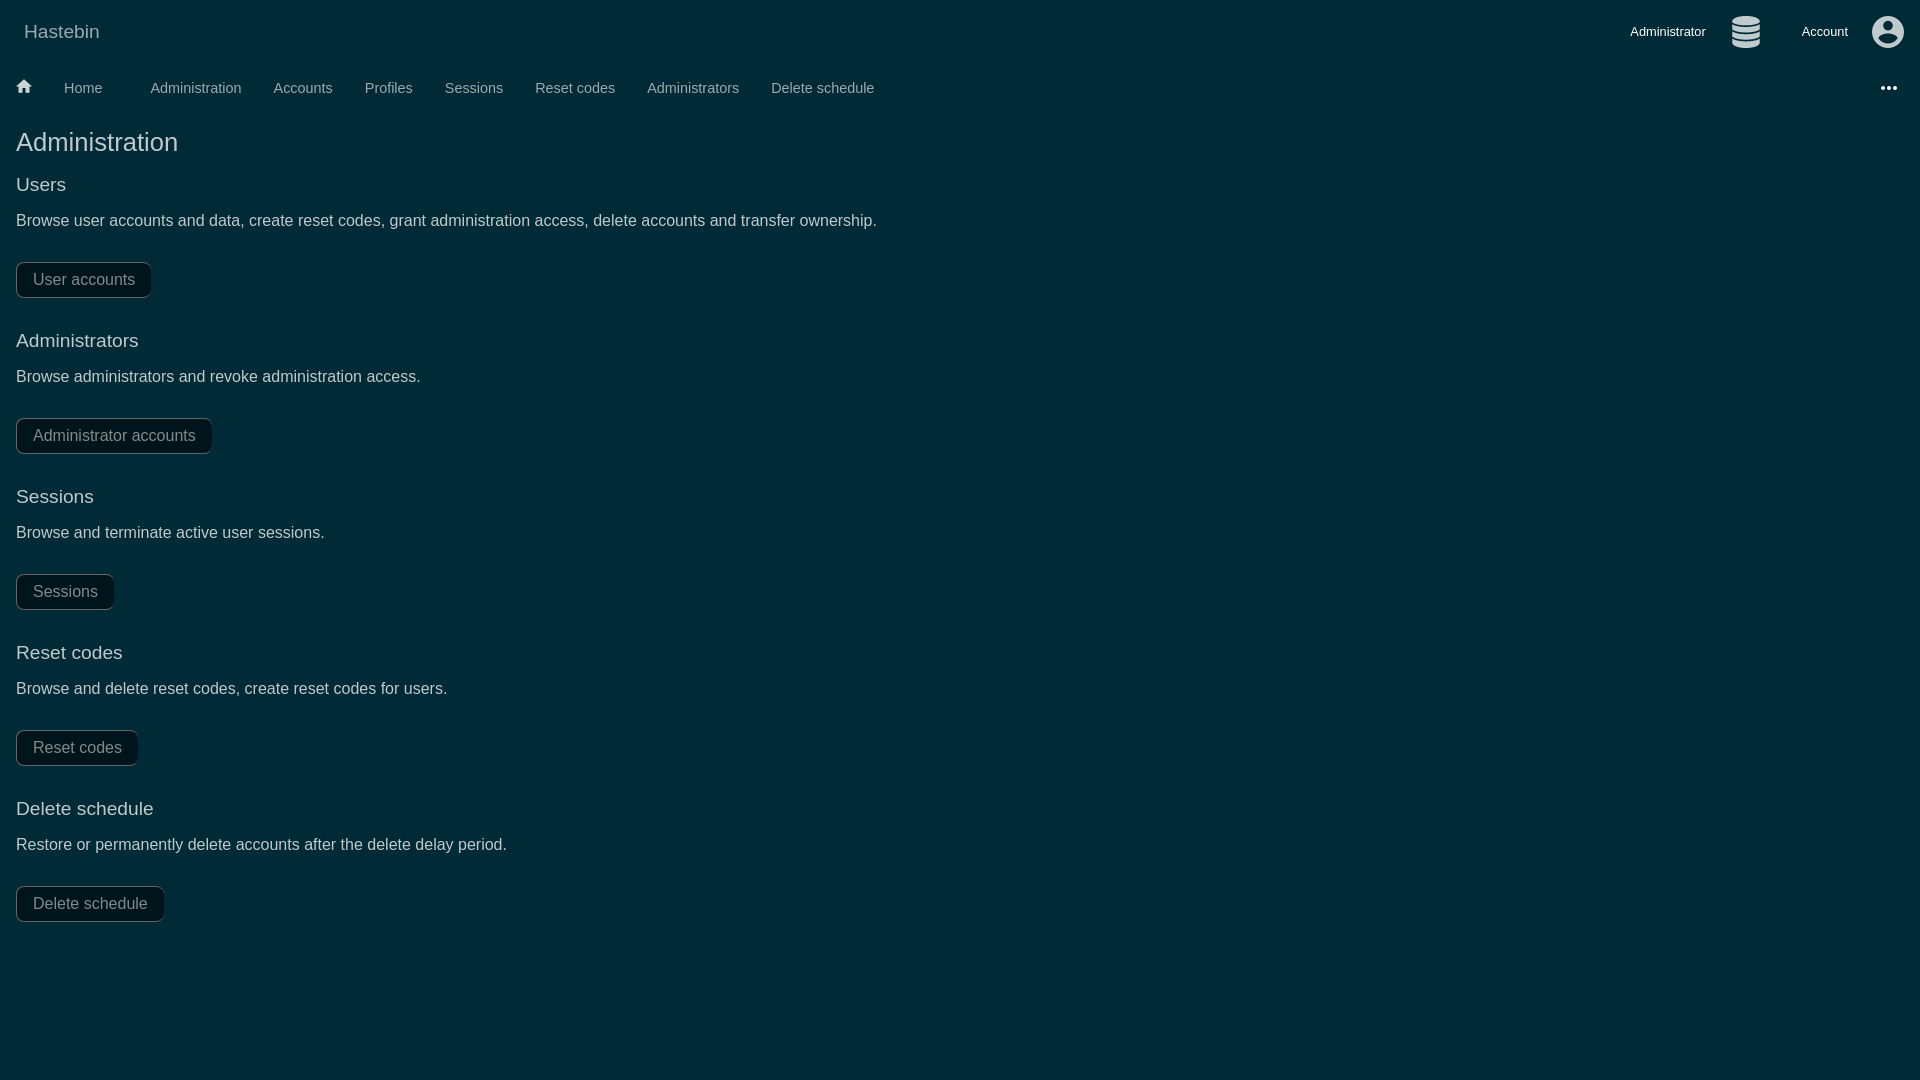 Hastebin
Administrator
Account
Home
Administration
Accounts
Profiles
Sessions
Reset codes
Administrators
Delete schedule
Administration
Users
Browse user accounts and data, create reset codes, grant administration access, delete accounts and transfer ownership.
User accounts
Administrators
Browse administrators and revoke administration access.
Administrator accounts
Sessions
Browse and terminate active user sessions.
Sessions
Reset codes
Browse and delete reset codes, create reset codes for users.
Reset codes
Delete schedule
Restore or permanently delete accounts after the delete delay period.
Delete schedule